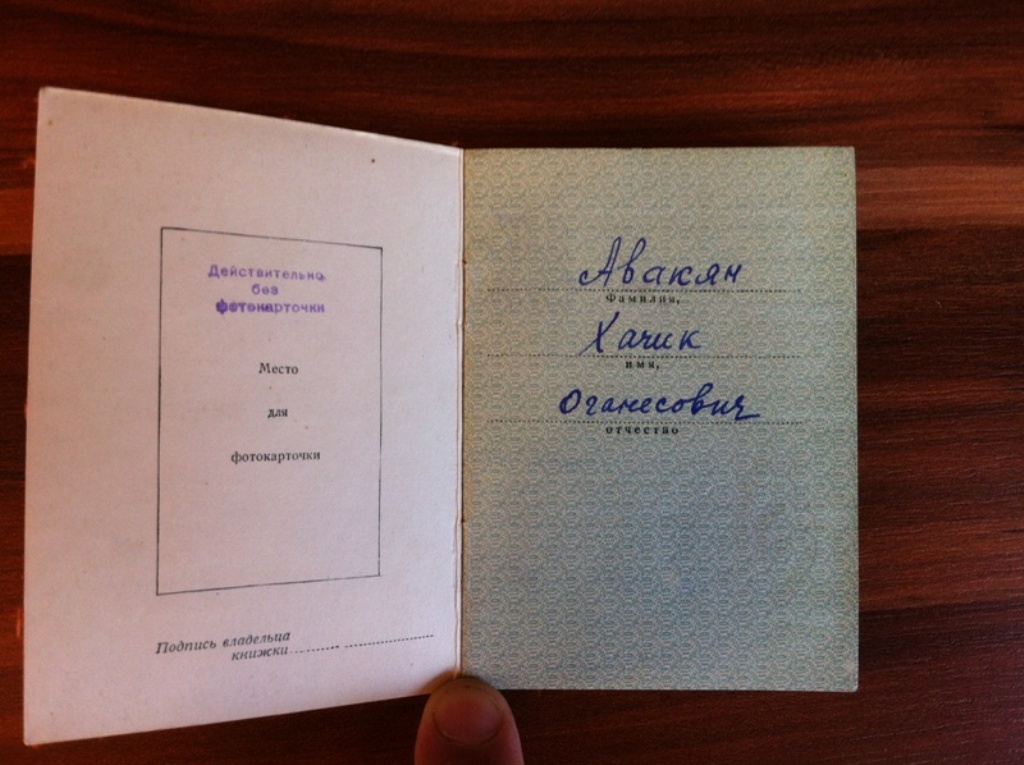 Действительно
без
фотокарточки
Место
для
фотокарточки
Подпись владельца
книжки
Авакян
Фамилия,
Хачик
имя,
Оганесович
отчество